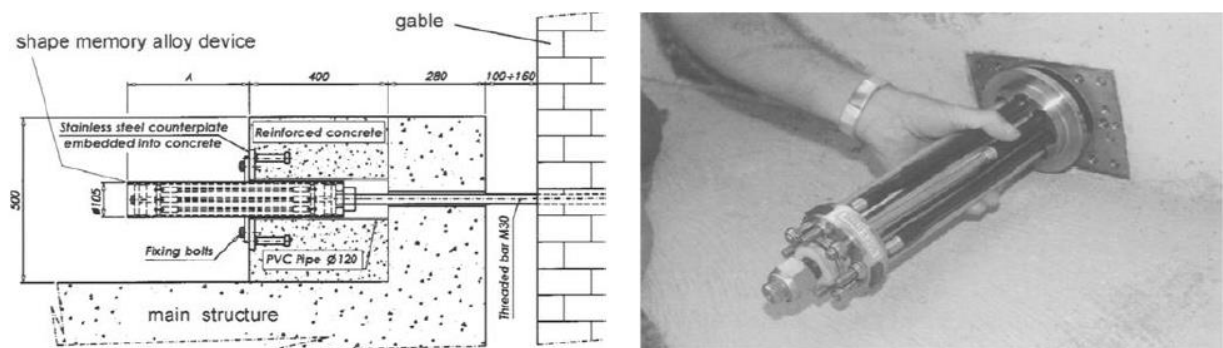 gable
shape memory alloy device
A
400
280
100÷160
Stainless steel counterplate
embedded into concrete
Reinforced concrete
500
Ø105
Fixing bolts
PVC Pipe Ø120
Threaded bar M30
main structure